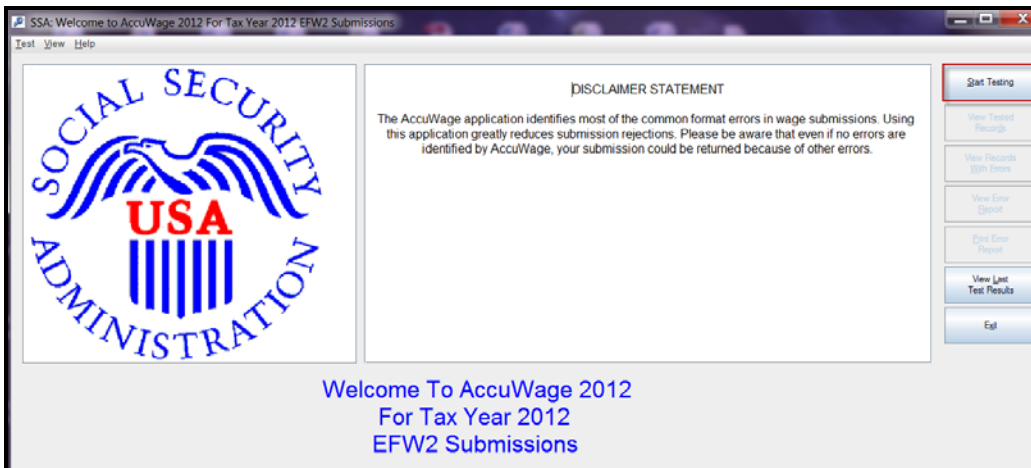 SSA: Welcome to AccuWage 2012 For Tax Year 2012 EFW2 Submissions
Test View Help
SOCIAL SECURITY
USA
ADMINISTRATION
DISCLAIMER STATEMENT
The AccuWage application identifies most of the common format errors in wage submissions. Using
this application greatly reduces submission rejections. Please be aware that even if no errors are
identified by AccuWage, your submission could be returned because of other errors.
Start Testing
View Tested
Records
View Records
With Errors
View Error
Report
Print Error
Report
View Last
Test Results
Exit
Welcome To AccuWage 2012
For Tax Year 2012
EFW2 Submissions